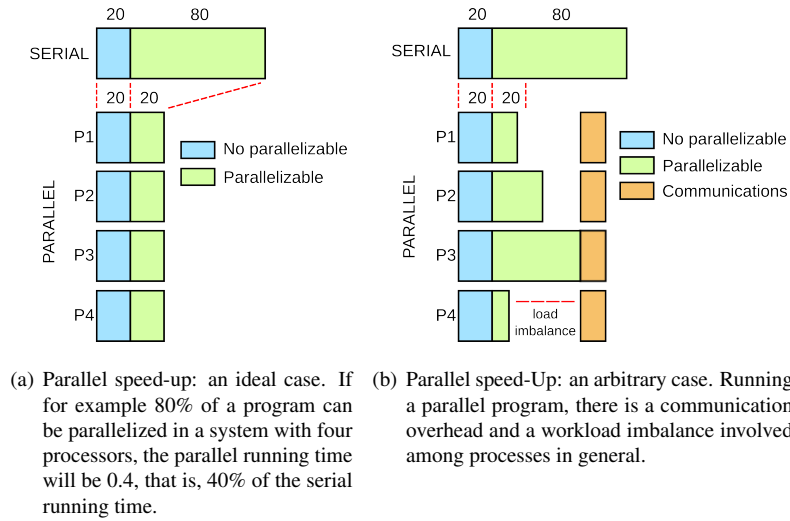 20 80
SERIAL
20 20
P1
P2
P3
P4
PARALLEL
No parallelizable
Parallelizable
20 80
SERIAL
20 20
P1
P2
P3
P4
PARALLEL
No parallelizable
Parallelizable
Communications
load
imbalance
(a) Parallel speed-up: an ideal case. If
for example 80% of a program can
be parallelized in a system with four
processors, the parallel running time
will be 0.4, that is, 40% of the serial
running time.
(b) Parallel speed-Up: an arbitrary case. Running
a parallel program, there is a communication
overhead and a workload imbalance involved
among processes in general.